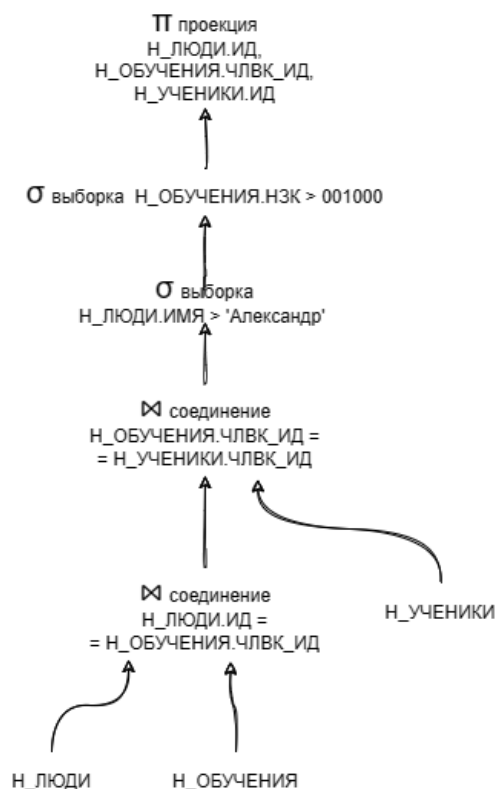 π проекция
Н_ЛЮДИ.ИД,
Н_ОБУЧЕНИЯ.ЧЛВК_ИД,
Н_УЧЕНИКИ.ИД
σ выборка Н_ОБУЧЕНИЯ.НЗК > 001000
σ выборка
Н_ЛЮДИ.ИМЯ > 'Александр'
⋈ соединение
Н_ОБУЧЕНИЯ.ЧЛВК_ИД =
= Н_УЧЕНИКИ.ЧЛВК_ИД
⋈ соединение
Н_ЛЮДИ.ИД =
= Н_ОБУЧЕНИЯ.ЧЛВК_ИД
Н_УЧЕНИКИ
Н_ЛЮДИ
Н_ОБУЧЕНИЯ